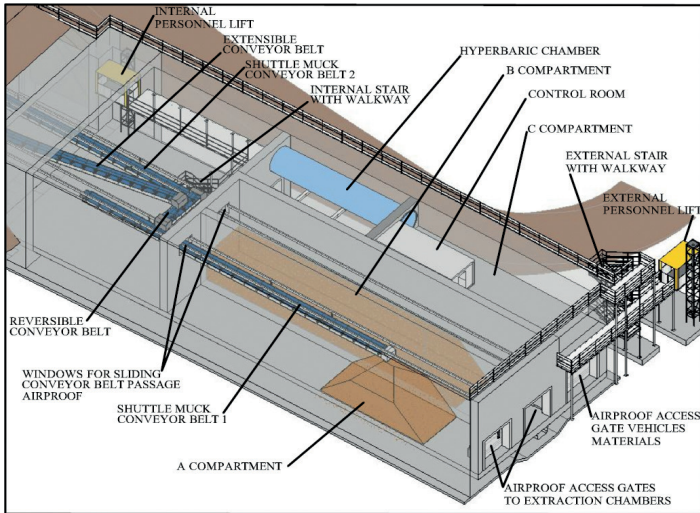 INTERNAL
PERSONNEL LIFT
EXTENSIBLE
CONVEYOR BELT
SHUTTLE MUCK
CONVEYOR BELT 2
INTERNAL STAIR
WITH WALKWAY
HYPERBARIC CHAMBER
B COMPARTMENT
CONTROL ROOM
C COMPARTMENT
EXTERNAL STAIR
WITH WALKWAY
EXTERNAL
PERSONNEL LIFT
REVERSIBLE
CONVEYOR BELT
WINDOWS FOR SLIDING
CONVEYOR BELT PASSAGE
AIRPROOF
SHUTTLE MUCK
CONVEYOR BELT 1
A COMPARTMENT
AIRPROOF ACCESS
GATE VEHICLES
MATERIALS
AIRPROOF ACCESS GATES
TO EXTRACTION CHAMBERS